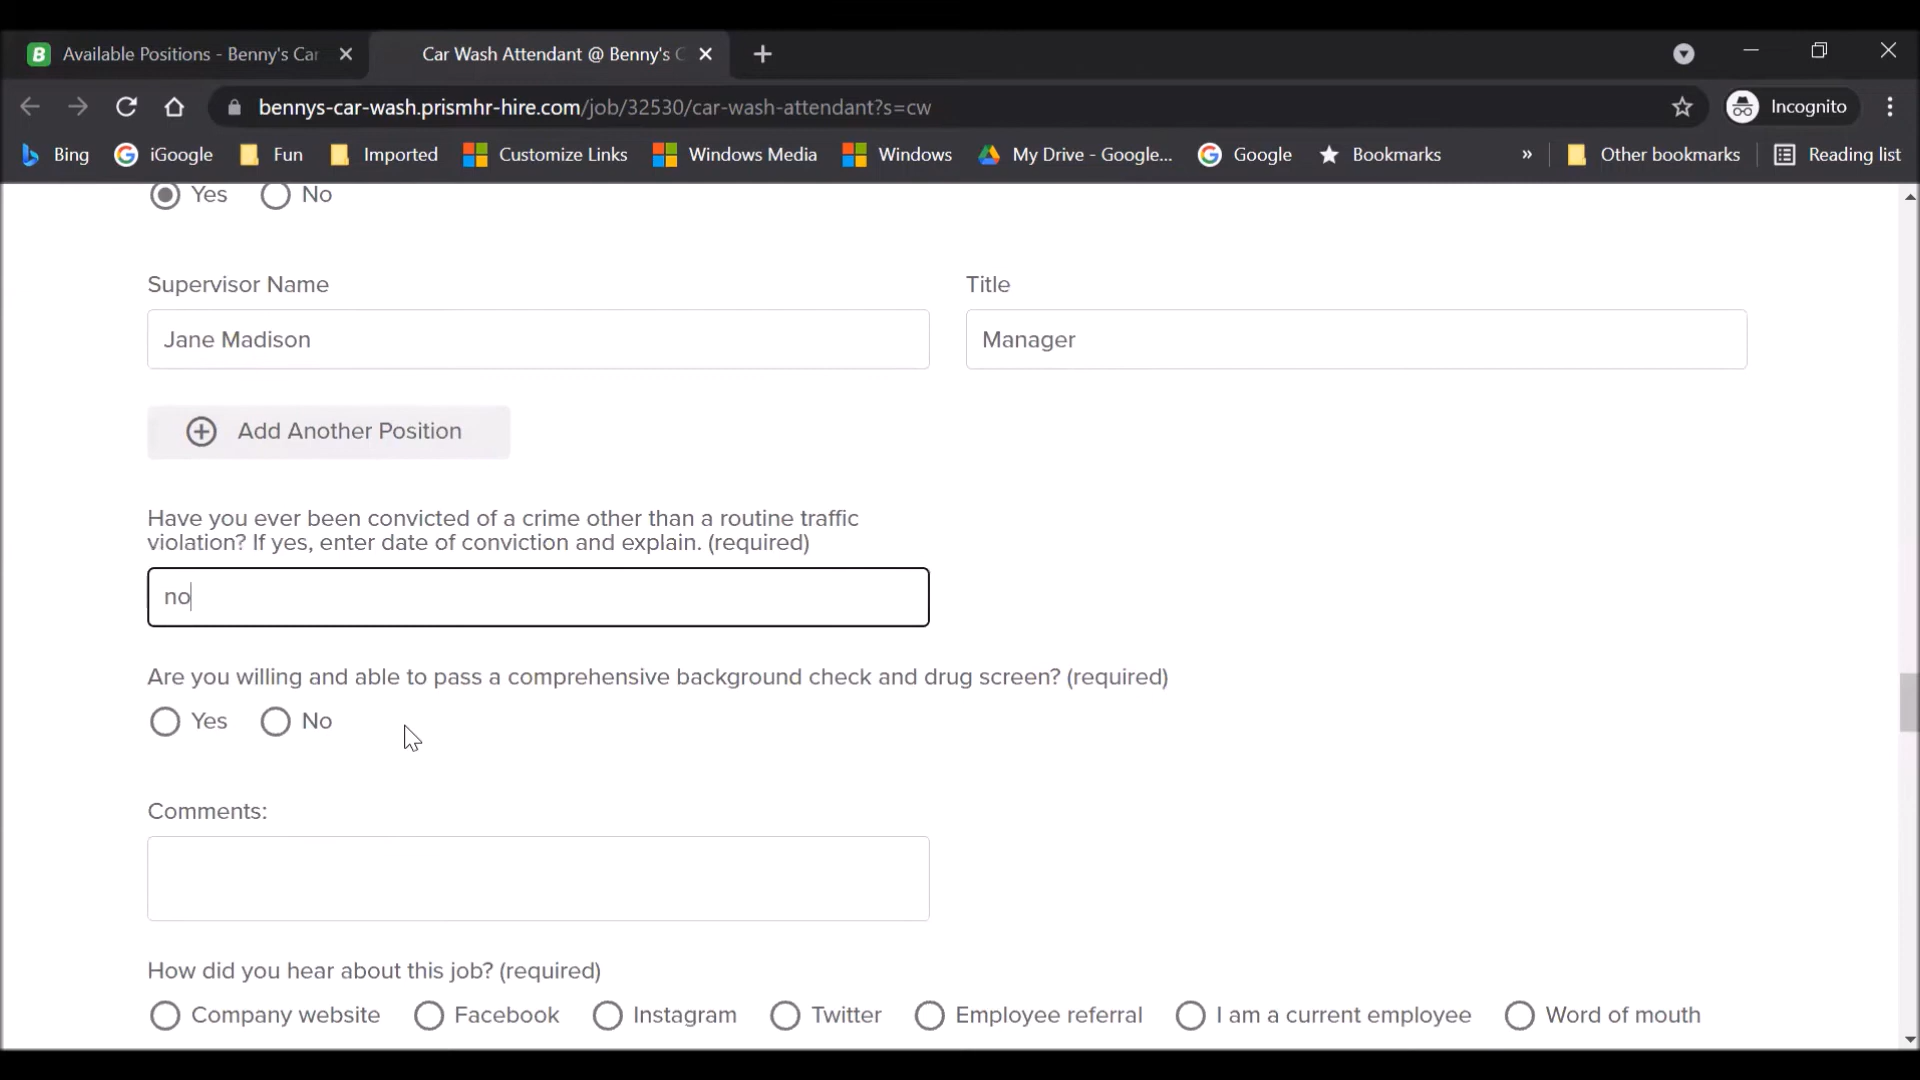 B Available Positions - Benny's Car
Car Wash Attendant @ Benny's C
bennys-car-wash.prismhr-hire.com/job/32530/car-wash-attendant?s=cw
Incognito
Bing iGoogle Fun Imported Customize Links Windows Media Windows My Drive - Google... Google Bookmarks » Other bookmarks Reading list
Yes No
Supervisor Name
Title
Jane Madison
Manager
Add Another Position
Have you ever been convicted of a crime other than a routine traffic
violation? If yes, enter date of conviction and explain. (required)
no
Are you willing and able to pass a comprehensive background check and drug screen? (required)
Yes No
Comments:
How did you hear about this job? (required)
Company website Facebook Instagram Twitter Employee referral I am a current employee Word of mouth